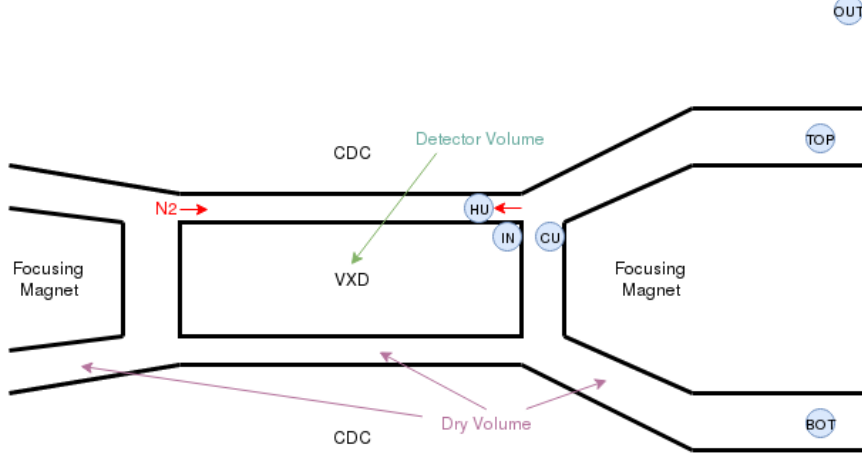 OUT
TOP
Detector Volume
CDC
N2
HU
IN
CU
Focusing
Magnet
VXD
Focusing
Magnet
Dry Volume
BOT
CDC